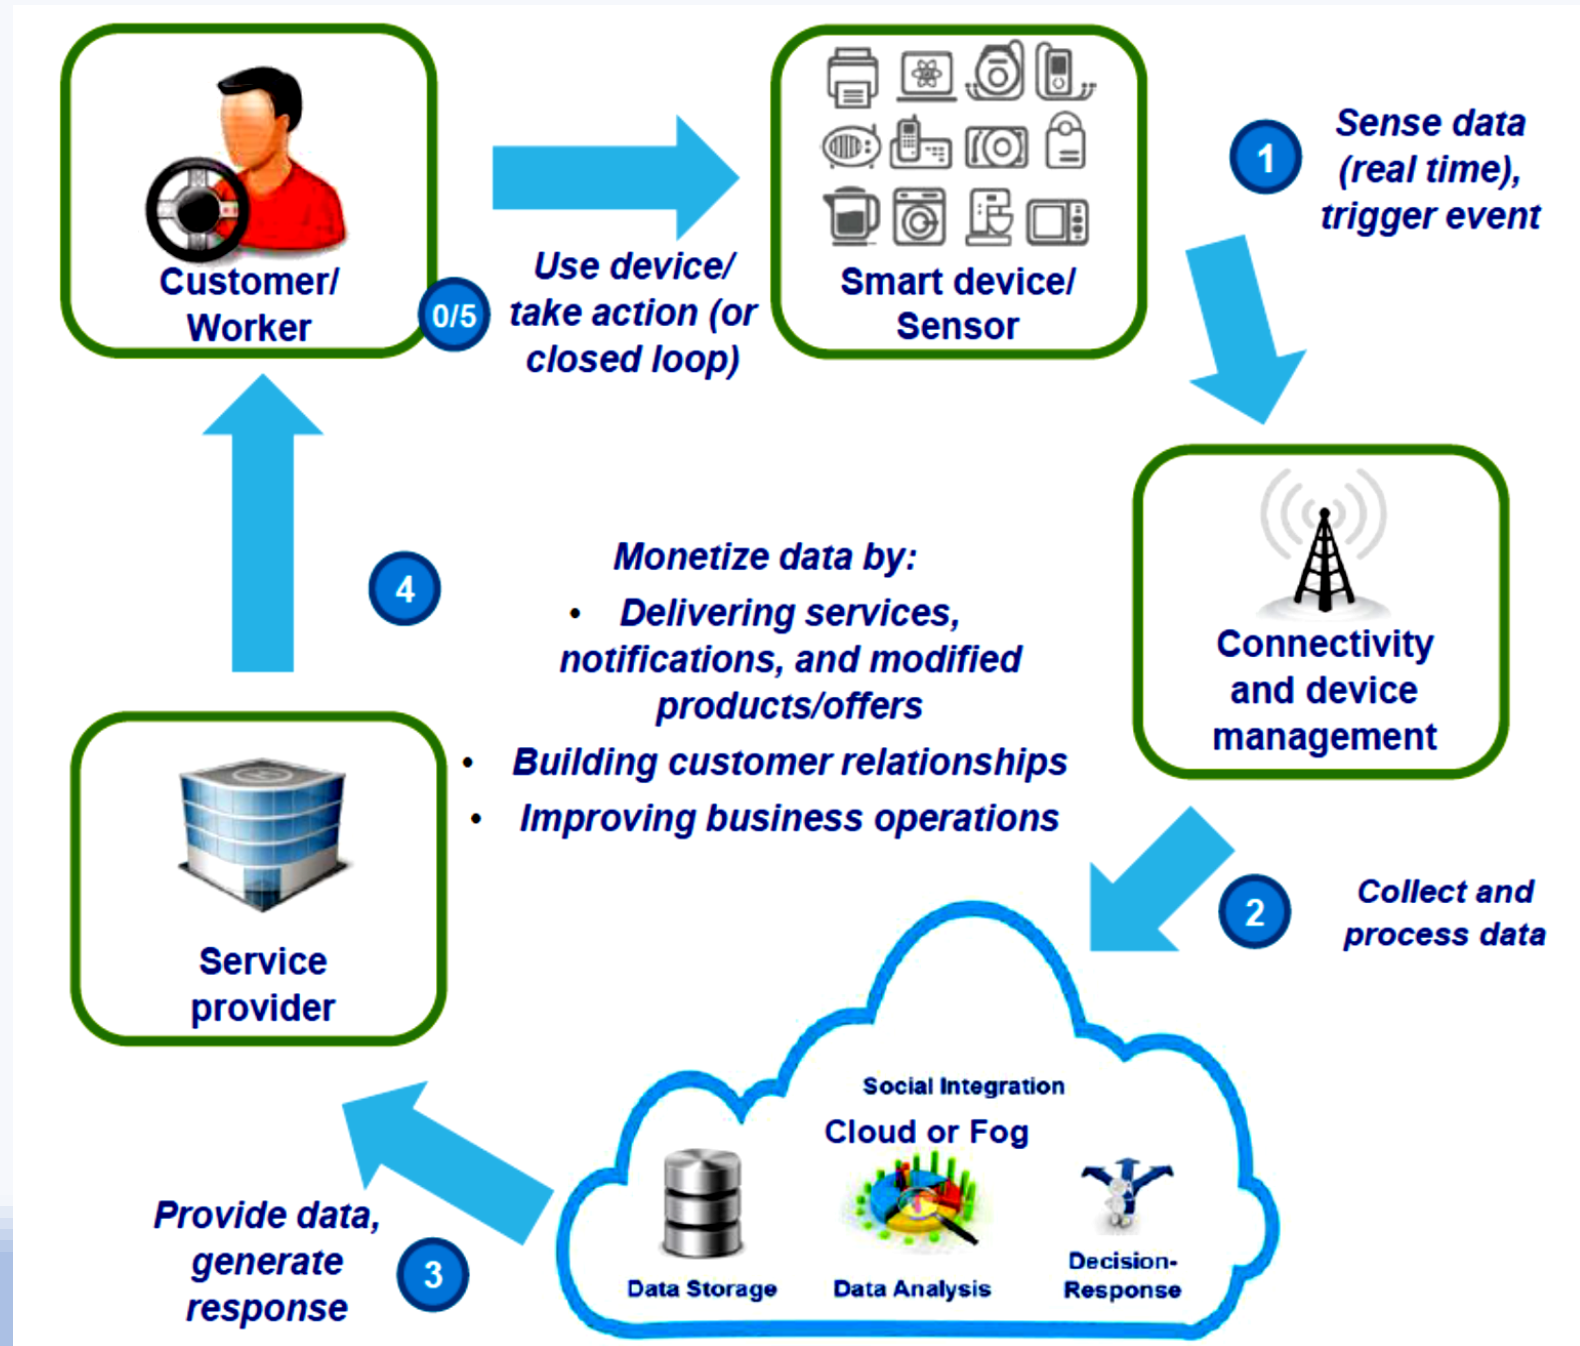 Customer/
Worker
0/5
Use device/
take action (or
closed loop)
Smart device/
Sensor
1
Sense data
(real time),
trigger event
Connectivity
and device
management
2
Collect and
process data
Social Integration
Cloud or Fog
Data Storage
Data Analysis
Decision-
Response
3
Provide data,
generate
response
Service
provider
4
Monetize data by:
• Delivering services,
notifications, and modified
products/offers
• Building customer relationships
• Improving business operations